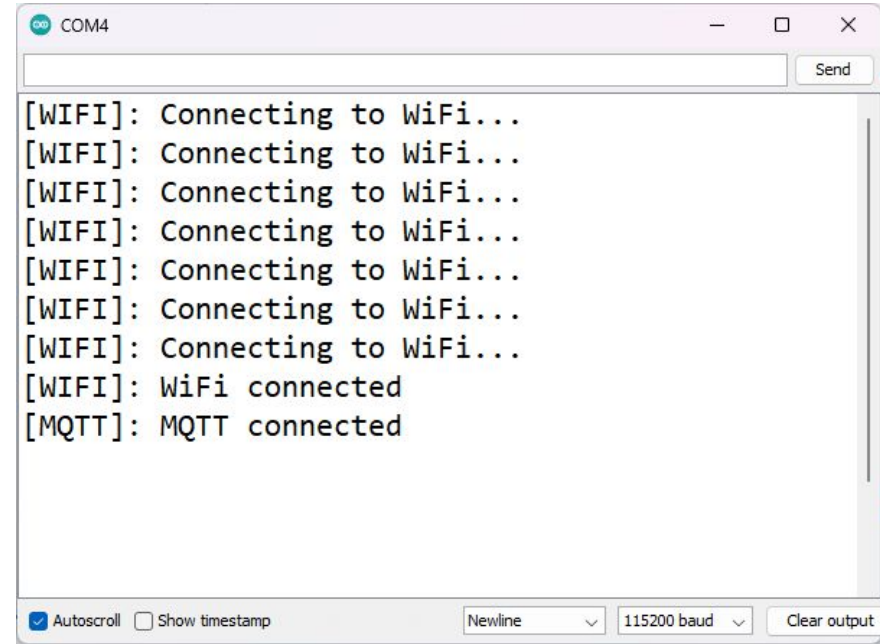 COM4
Send
[WIFI]: Connecting to WiFi...
[WIFI]: Connecting to WiFi...
[WIFI]: Connecting to WiFi...
[WIFI]: Connecting to WiFi...
[WIFI]: Connecting to WiFi...
[WIFI]: Connecting to WiFi...
[WIFI]: Connecting to WiFi...
[WIFI]: WiFi connected
[MQTT]: MQTT connected
Autoscroll Show timestamp Newline 115200 baud Clear output